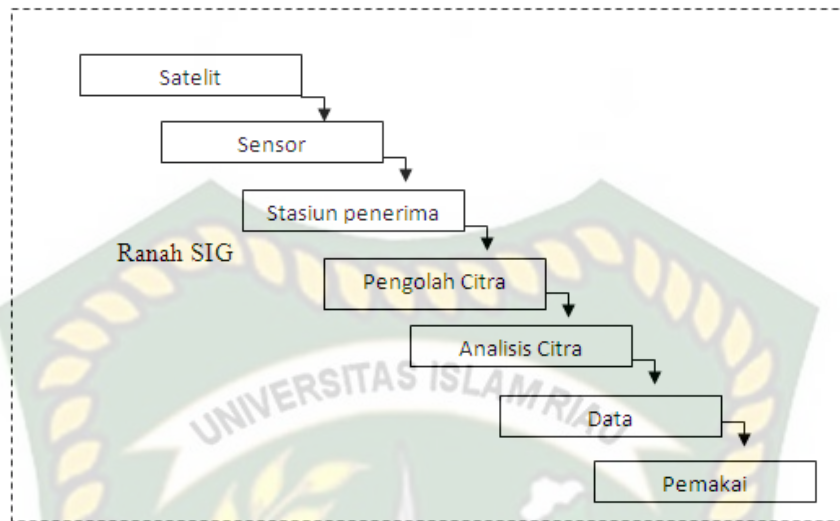 Satelit
Sensor
Stasiun penerima
Ranah SIG
Pengolah Citra
Analisis Citra
UNIVERSITAS ISLAM RIAU
Data
Pemakai